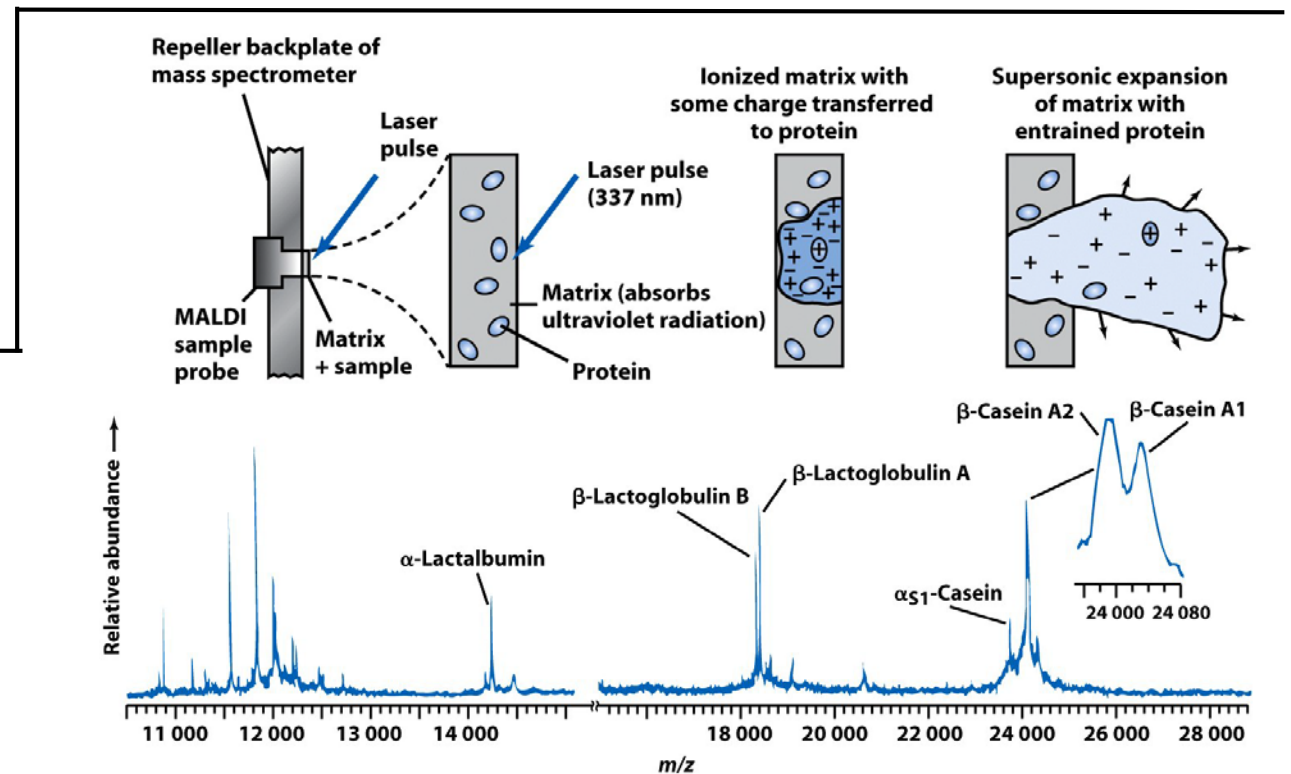 Repeller backplate of
mass spectrometer
Laser
pulse
MALDI
sample
probe
Matrix
+ sample
Laser pulse
(337 nm)
Matrix (absorbs
ultraviolet radiation)
Protein
Ionized matrix with
some charge transferred
to protein
Supersonic expansion
of matrix with
entrained protein
Relative abundance
α-Lactalbumin
β-Lactoglobulin B
β-Lactoglobulin A
αS1-Casein
β-Casein A2
β-Casein A1
24 000 24 080
11 000 12 000 13 000 14 000 18 000 20 000 22 000 24 000 26 000 28 000
m/z